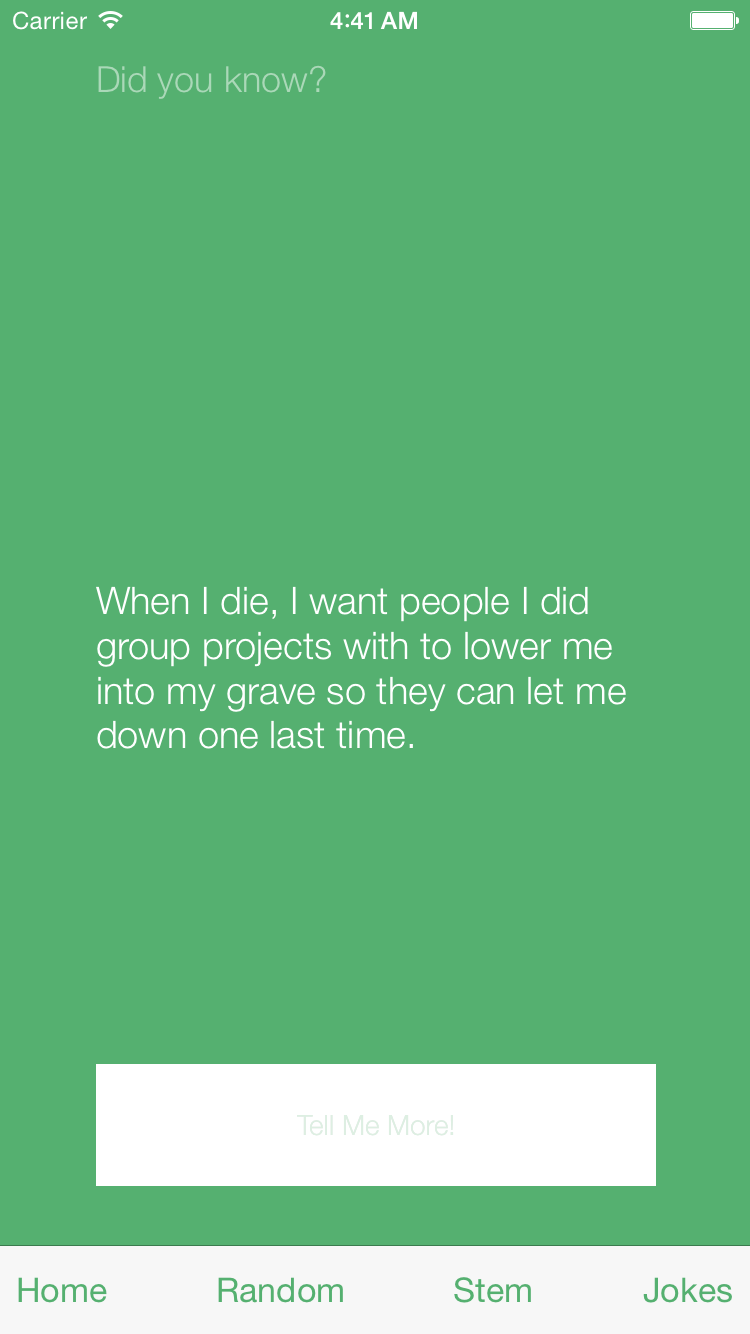 Carrier 4:41 AM
Did you know?
When I die, I want people I did
group projects with to lower me
into my grave so they can let me
down one last time.
Tell Me More!
Home Random Stem Jokes